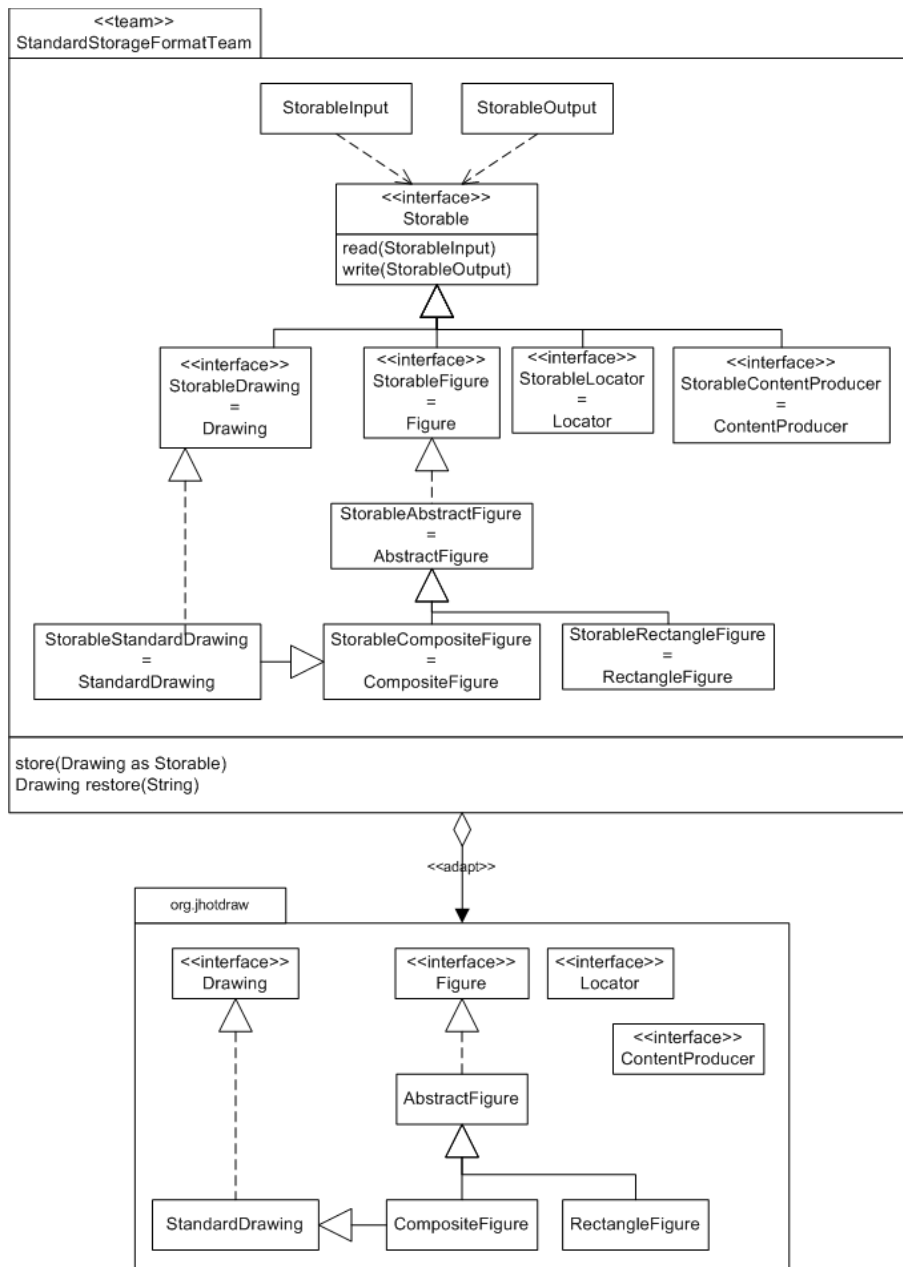 <<team>>
StandardStorageFormatTeam
StorableInput
StorableOutput
<<interface>>
Storable
read(StorableInput)
write(StorableOutput)
<<interface>>
StorableDrawing
=
Drawing
<<interface>>
StorableFigure
=
Figure
<<interface>>
StorableLocator
=
Locator
<<interface>>
StorableContentProducer
=
ContentProducer
StorableAbstractFigure
=
AbstractFigure
StorableStandardDrawing
=
StandardDrawing
StorableCompositeFigure
=
CompositeFigure
StorableRectangleFigure
=
RectangleFigure
store(Drawing as Storable)
Drawing restore(String)
<<adapt>>
org.jhotdraw
<<interface>>
Drawing
<<interface>>
Figure
<<interface>>
Locator
<<interface>>
ContentProducer
AbstractFigure
StandardDrawing
CompositeFigure
RectangleFigure